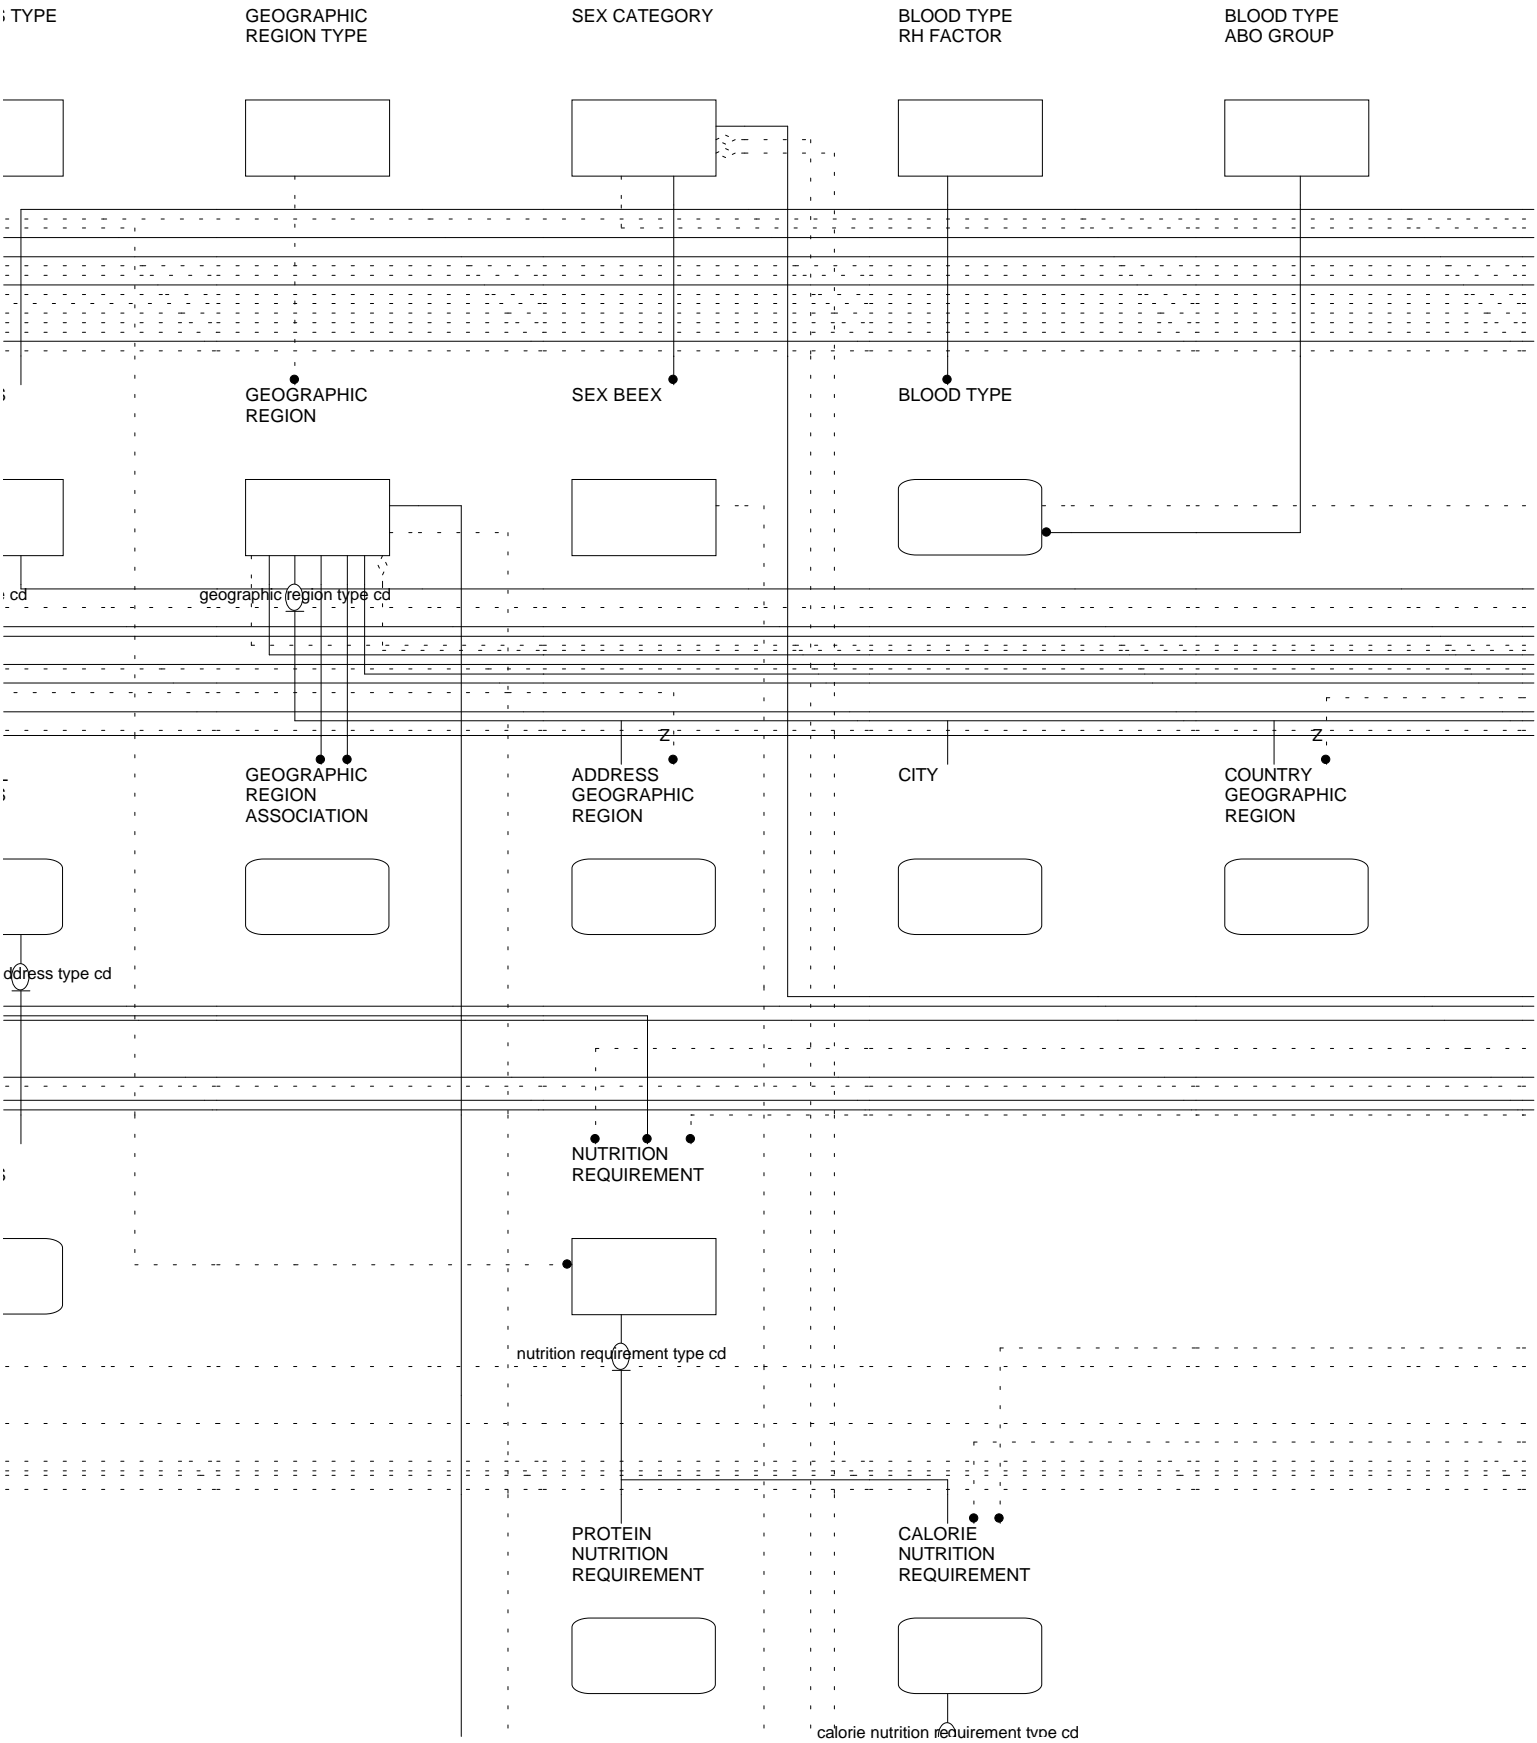 TYPE
GEOGRAPHIC
REGION TYPE
SEX CATEGORY
BLOOD TYPE
RH FACTOR
BLOOD TYPE
ABO GROUP
GEOGRAPHIC
REGION
SEX BEEX
BLOOD TYPE
cd
geographic region type cd
Z
Z
GEOGRAPHIC
REGION
ASSOCIATION
ADDRESS
GEOGRAPHIC
REGION
CITY
COUNTRY
GEOGRAPHIC
REGION
ddress type cd
NUTRITION
REQUIREMENT
nutrition requirement type cd
PROTEIN
NUTRITION
REQUIREMENT
CALORIE
NUTRITION
REQUIREMENT
calorie nutrition requirement type cd